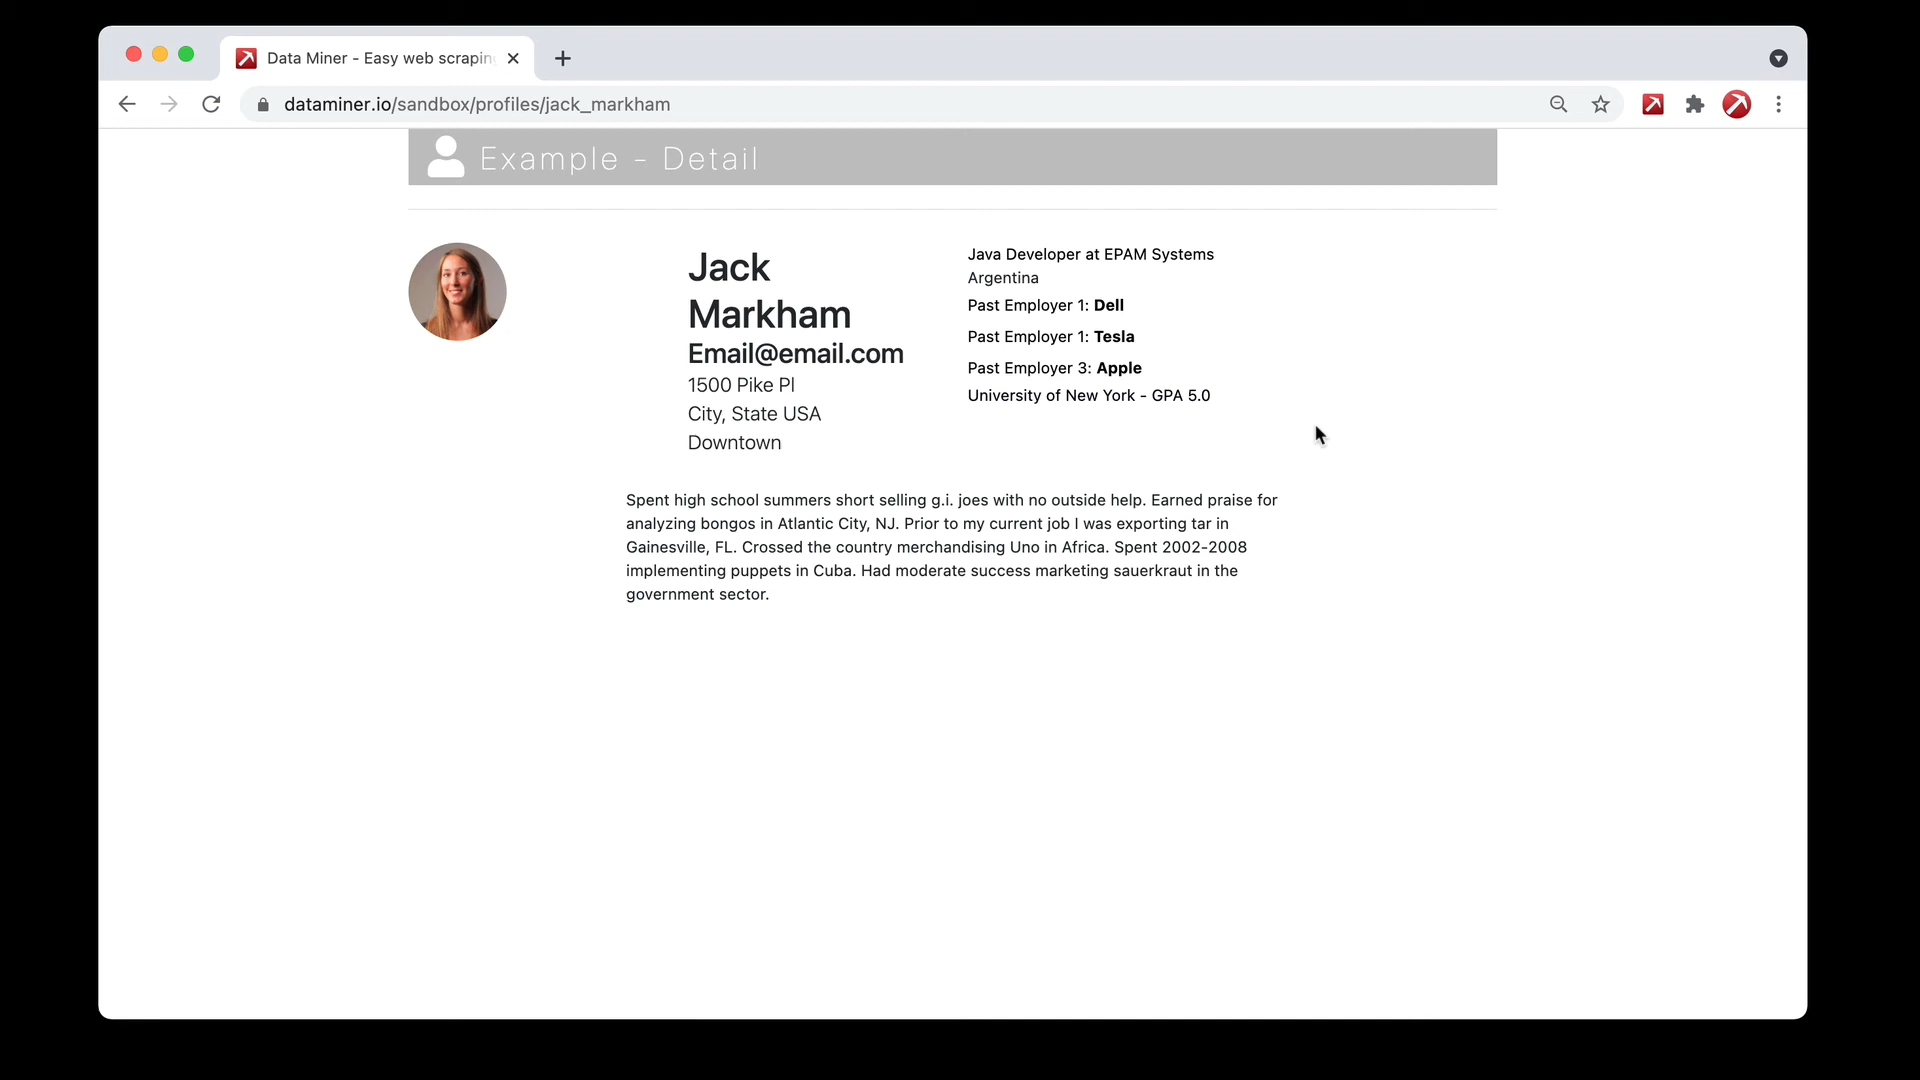 Data Miner - Easy web scrapin
dataminer.io/sandbox/profiles/jack_markham
Example - Detail
Jack
Markham
Email@email.com
1500 Pike Pl
City, State USA
Downtown
Java Developer at EPAM Systems
Argentina
Past Employer 1: Dell
Past Employer 1: Tesla
Past Employer 3: Apple
University of New York - GPA 5.0
Spent high school summers short selling g.i. joes with no outside help. Earned praise for
analyzing bongos in Atlantic City, NJ. Prior to my current job I was exporting tar in
Gainesville, FL. Crossed the country merchandising Uno in Africa. Spent 2002-2008
implementing puppets in Cuba. Had moderate success marketing sauerkraut in the
government sector.